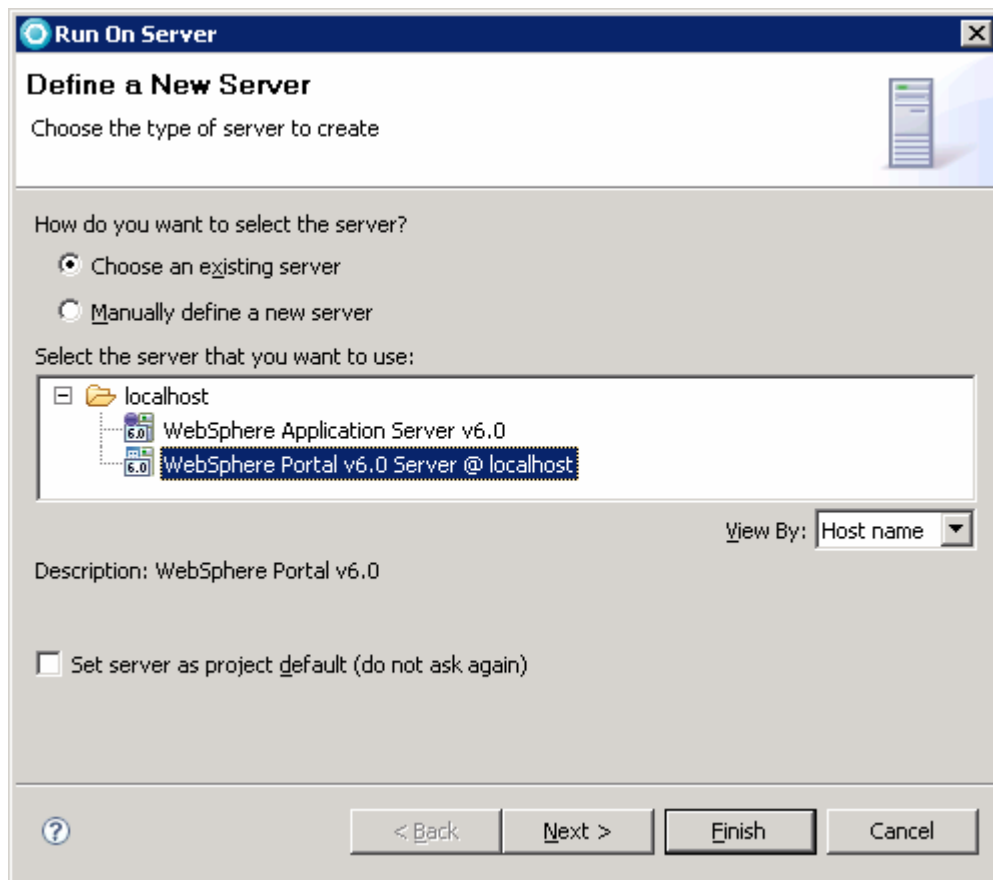 Run On Server
Define a New Server
Choose the type of server to create
How do you want to select the server?
Choose an existing server
Manually define a new server
Select the server that you want to use:
localhost
6.0 WebSphere Application Server v6.0
6.0 WebSphere Portal v6.0 Server @ localhost
View By: Host name
Description: WebSphere Portal v6.0
Set server as project default (do not ask again)
? < Back Next > Finish Cancel